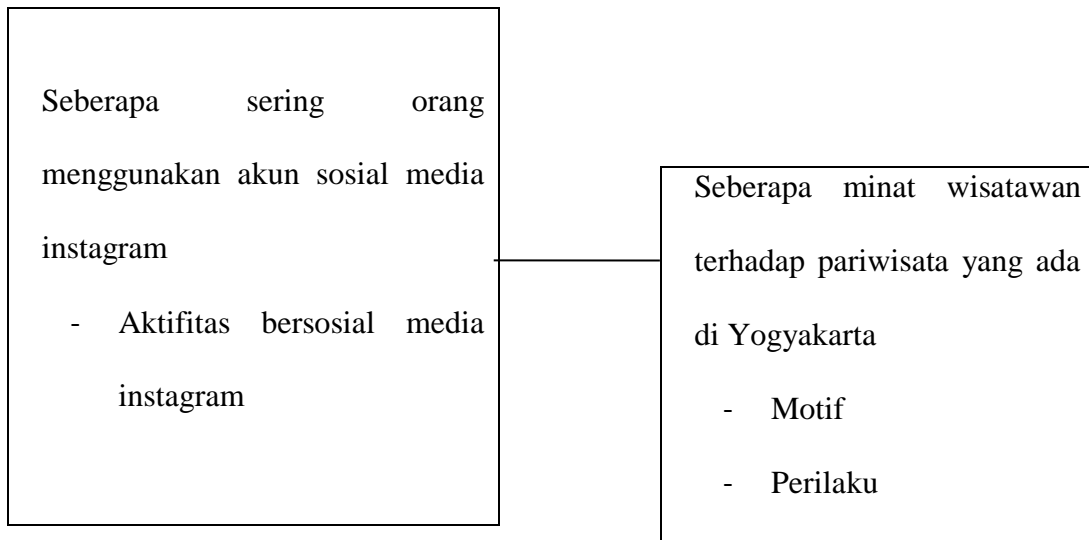 Seberapa sering orang
menggunakan akun sosial media
instagram
- Aktifitas bersosial media
instagram
Seberapa minat wisatawan
terhadap pariwisata yang ada
di Yogyakarta
- Motif
- Perilaku